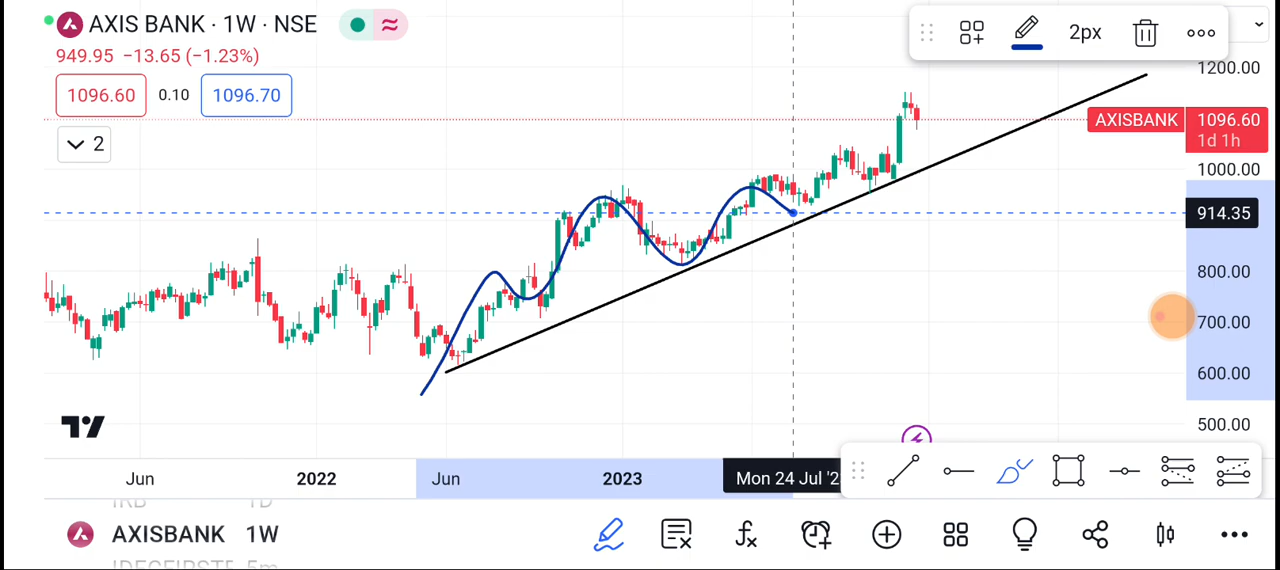 AXIS BANK · 1W · NSE
949.95 −13.65 (−1.23%)
1096.60 0.10 1096.70
2
2px
1200.00
AXISBANK 1096.60
1d 1h
1000.00
914.35
800.00
700.00
600.00
500.00
Jun 2022 Jun 2023 Mon 24 Jul '2
AXISBANK 1W